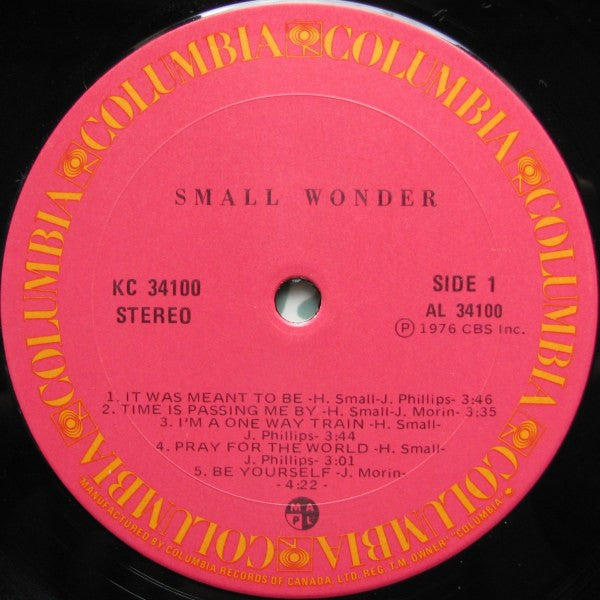 COLUMBIA COLUMBIA COLUMBIA COLUMBIA COLUMBIA COLUMBIA COLUMBIA COLUMBIA
SMALL WONDER
KC 34100
STEREO
SIDE 1
AL 34100
Ⓟ 1976 CBS Inc.
1. IT WAS MEANT TO BE -H. Small-J. Phillips- 3:46
2. TIME IS PASSING ME BY -H. Small-J. Morin- 3:35
3. I'M A ONE WAY TRAIN -H. Small-
J. Phillips- 3:44
4. PRAY FOR THE WORLD -H. Small-
J. Phillips- 3:01
5. BE YOURSELF -J. Morin-
- 4:22 -
M A
P L
MANUFACTURED BY COLUMBIA RECORDS OF CANADA, LTD. REG. T.M. OWNER "COLUMBIA"